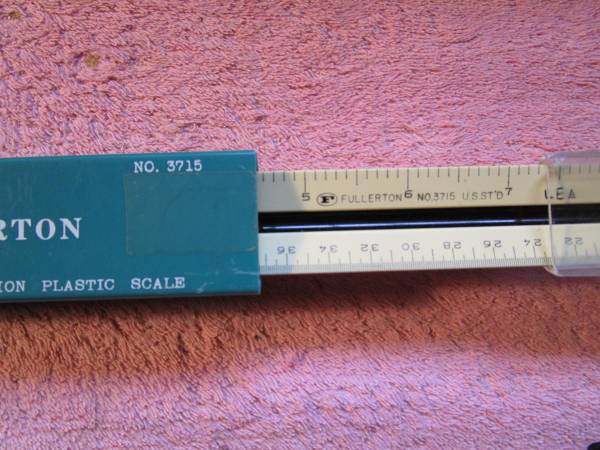 NO. 3715
RTON
ION PLASTIC SCALE
5 F FULLERTON 6 NO.3715 U.S.ST'D 7 LEA
36 34 32 30 28 26 24 22